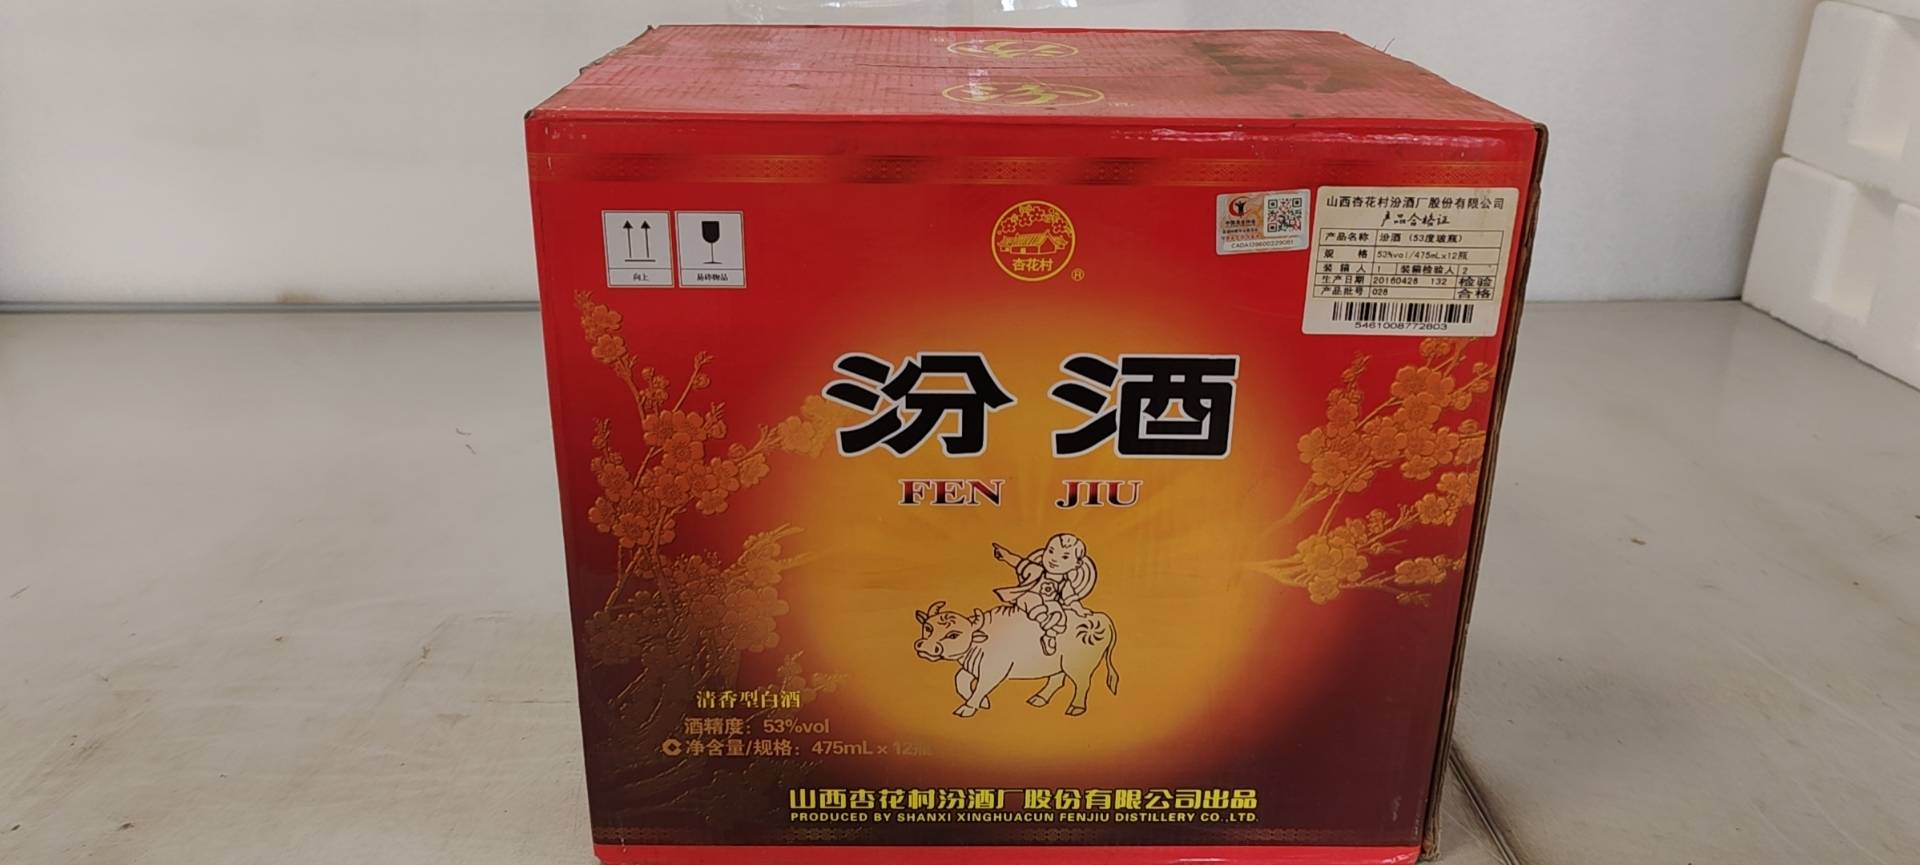 汾
汾
向上
易碎物品
杏花村
®
CADA139600229081
山西杏花村汾酒厂股份有限公司
产品合格证
产品名称 汾酒（53度玻瓶）
规 格 53%vol/475mLx12瓶
装箱人 1 装箱检验人 2
生产日期 20160428 132 检验
产品批号 028 合格
5461008772803
汾酒
FEN JIU
清香型白酒
酒精度：53%vol
净含量/规格：475mL×12瓶
山西杏花村汾酒厂股份有限公司出品
PRODUCED BY SHANXI XINGHUACUN FENJIU DISTILLERY CO.,LTD.